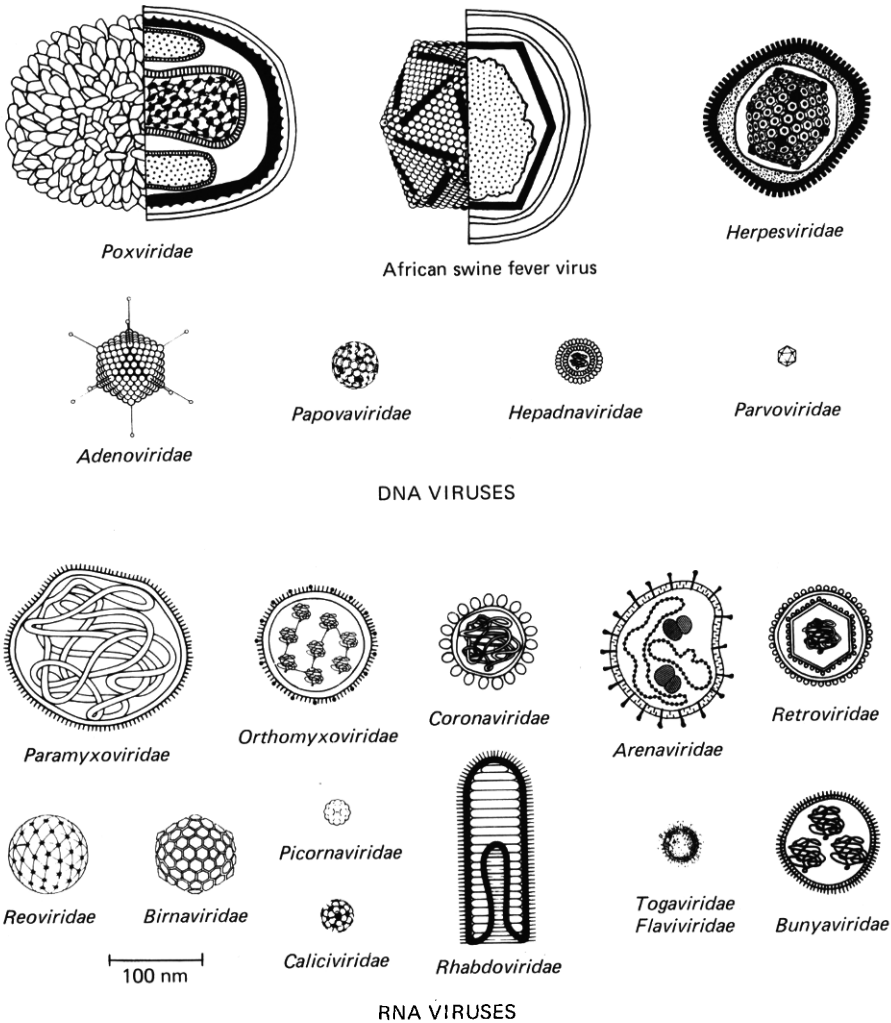 Poxviridae
African swine fever virus
Herpesviridae
Adenoviridae
Papovaviridae
Hepadnaviridae
Parvoviridae
DNA VIRUSES
Paramyxoviridae
Orthomyxoviridae
Coronaviridae
Arenaviridae
Retroviridae
Reoviridae
Birnaviridae
Picornaviridae
Caliciviridae
Rhabdoviridae
Togaviridae
Flaviviridae
Bunyaviridae
100 nm
RNA VIRUSES